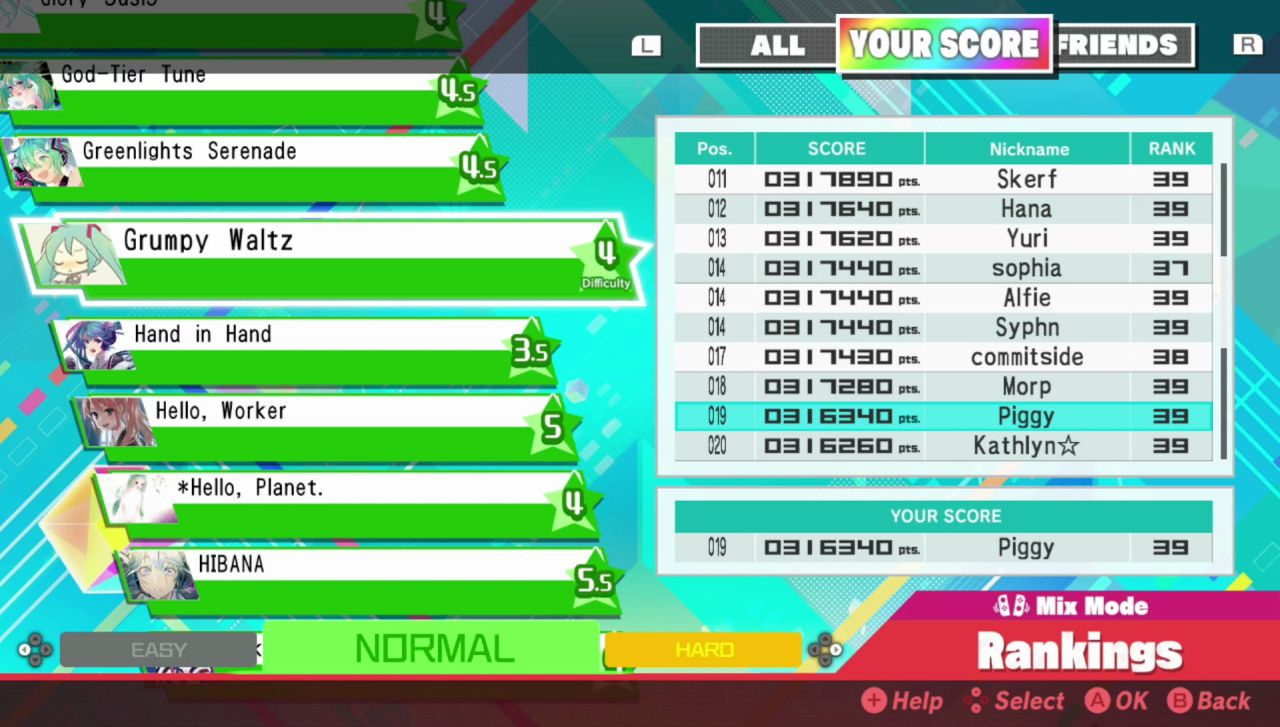 4
L
ALL
YOUR SCORE
FRIENDS
R
God-Tier Tune
4.5
Greenlights Serenade
4.5
Grumpy Waltz
4
Difficulty
Hand in Hand
3.5
Hello, Worker
5
*Hello, Planet.
4
HIBANA
5.5
EASY
NORMAL
HARD
Pos. SCORE Nickname RANK
011 0317890 pts. Skerf 39
012 0317640 pts. Hana 39
013 0317620 pts. Yuri 39
014 0317440 pts. sophia 37
014 0317440 pts. Alfie 39
014 0317440 pts. Syphn 39
017 0317430 pts. commitside 38
018 0317280 pts. Morp 39
019 0316340 pts. Piggy 39
020 0316260 pts. Kathlyn☆ 39
YOUR SCORE
019 0316340 pts. Piggy 39
Mix Mode
Rankings
+ Help Select A OK B Back